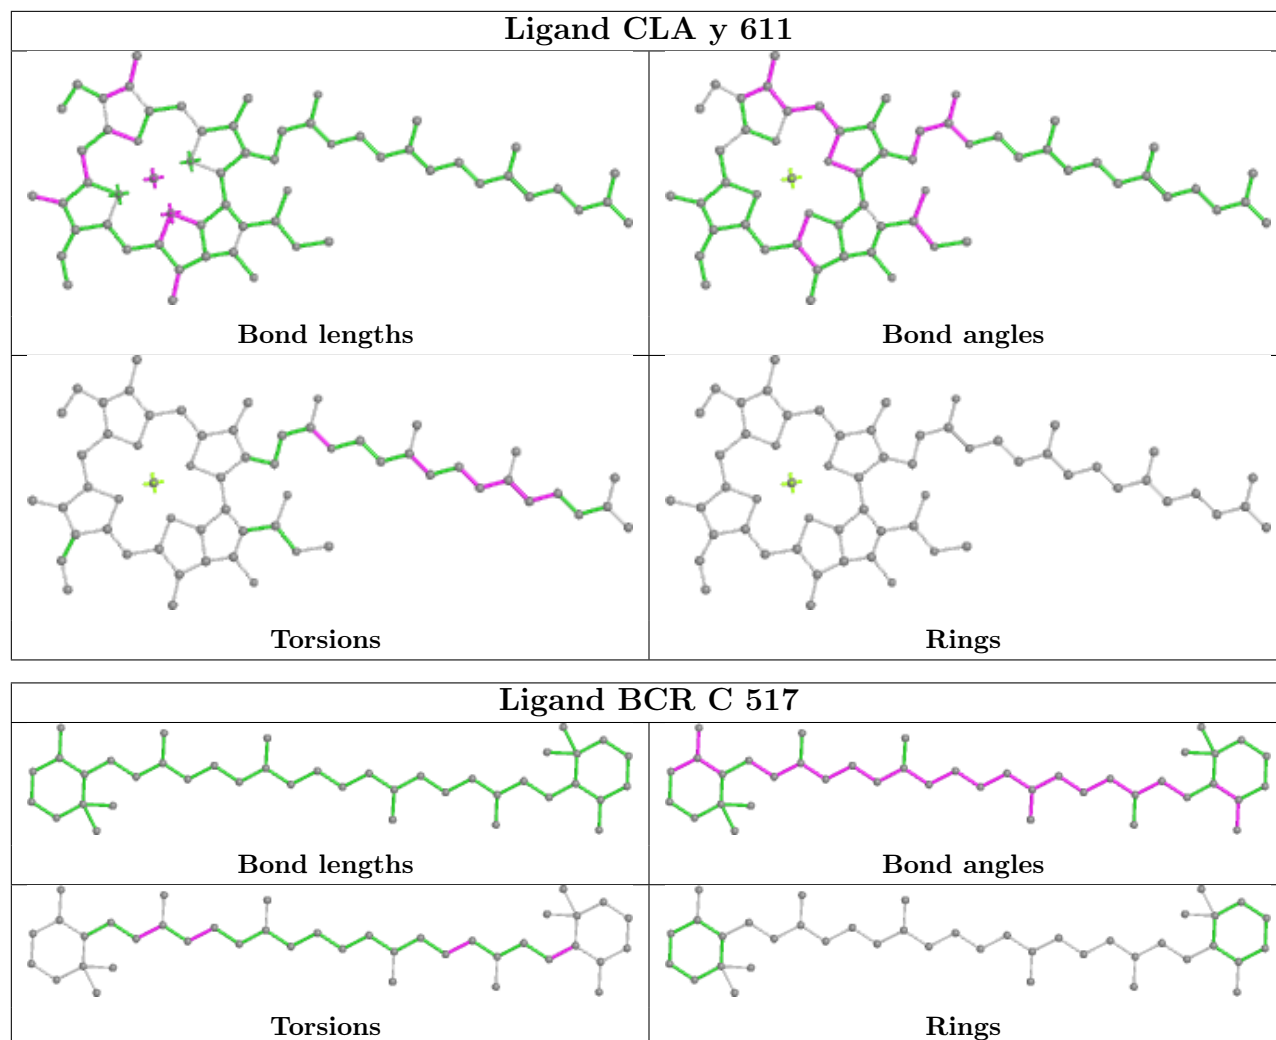 Ligand CLA y 611
Bond lengths
Bond angles
Torsions
Rings
Ligand BCR C 517
Bond lengths
Bond angles
Torsions
Rings